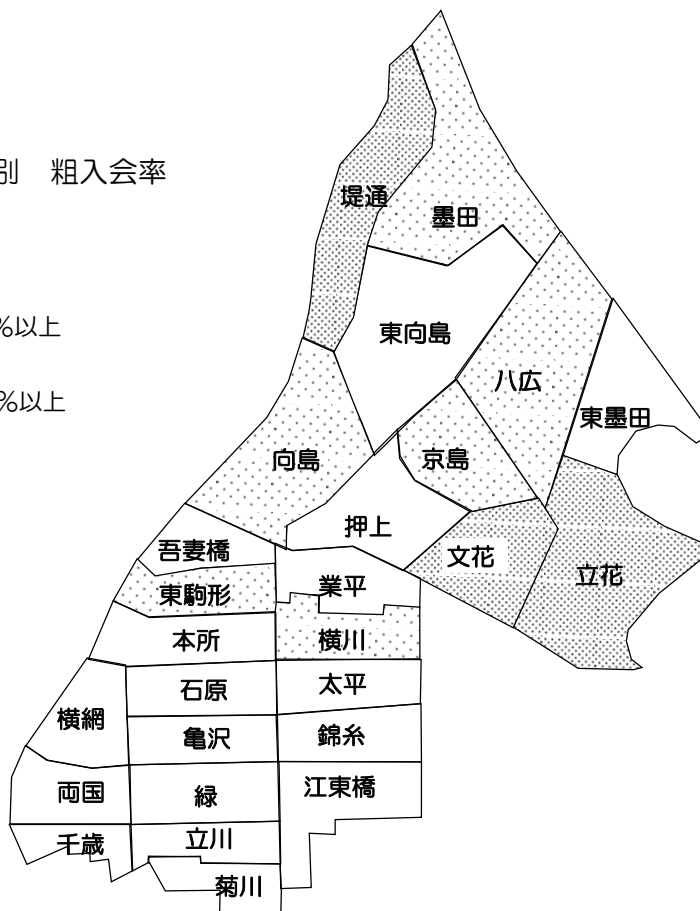 別　粗入会率
堤通
墨田
%以上
東向島
八広
%以上
東墨田
向島
京島
押上
吾妻橋
文花
立花
東駒形
業平
本所
横川
石原
太平
横網
亀沢
錦糸
両国
緑
江東橋
千歳
立川
菊川